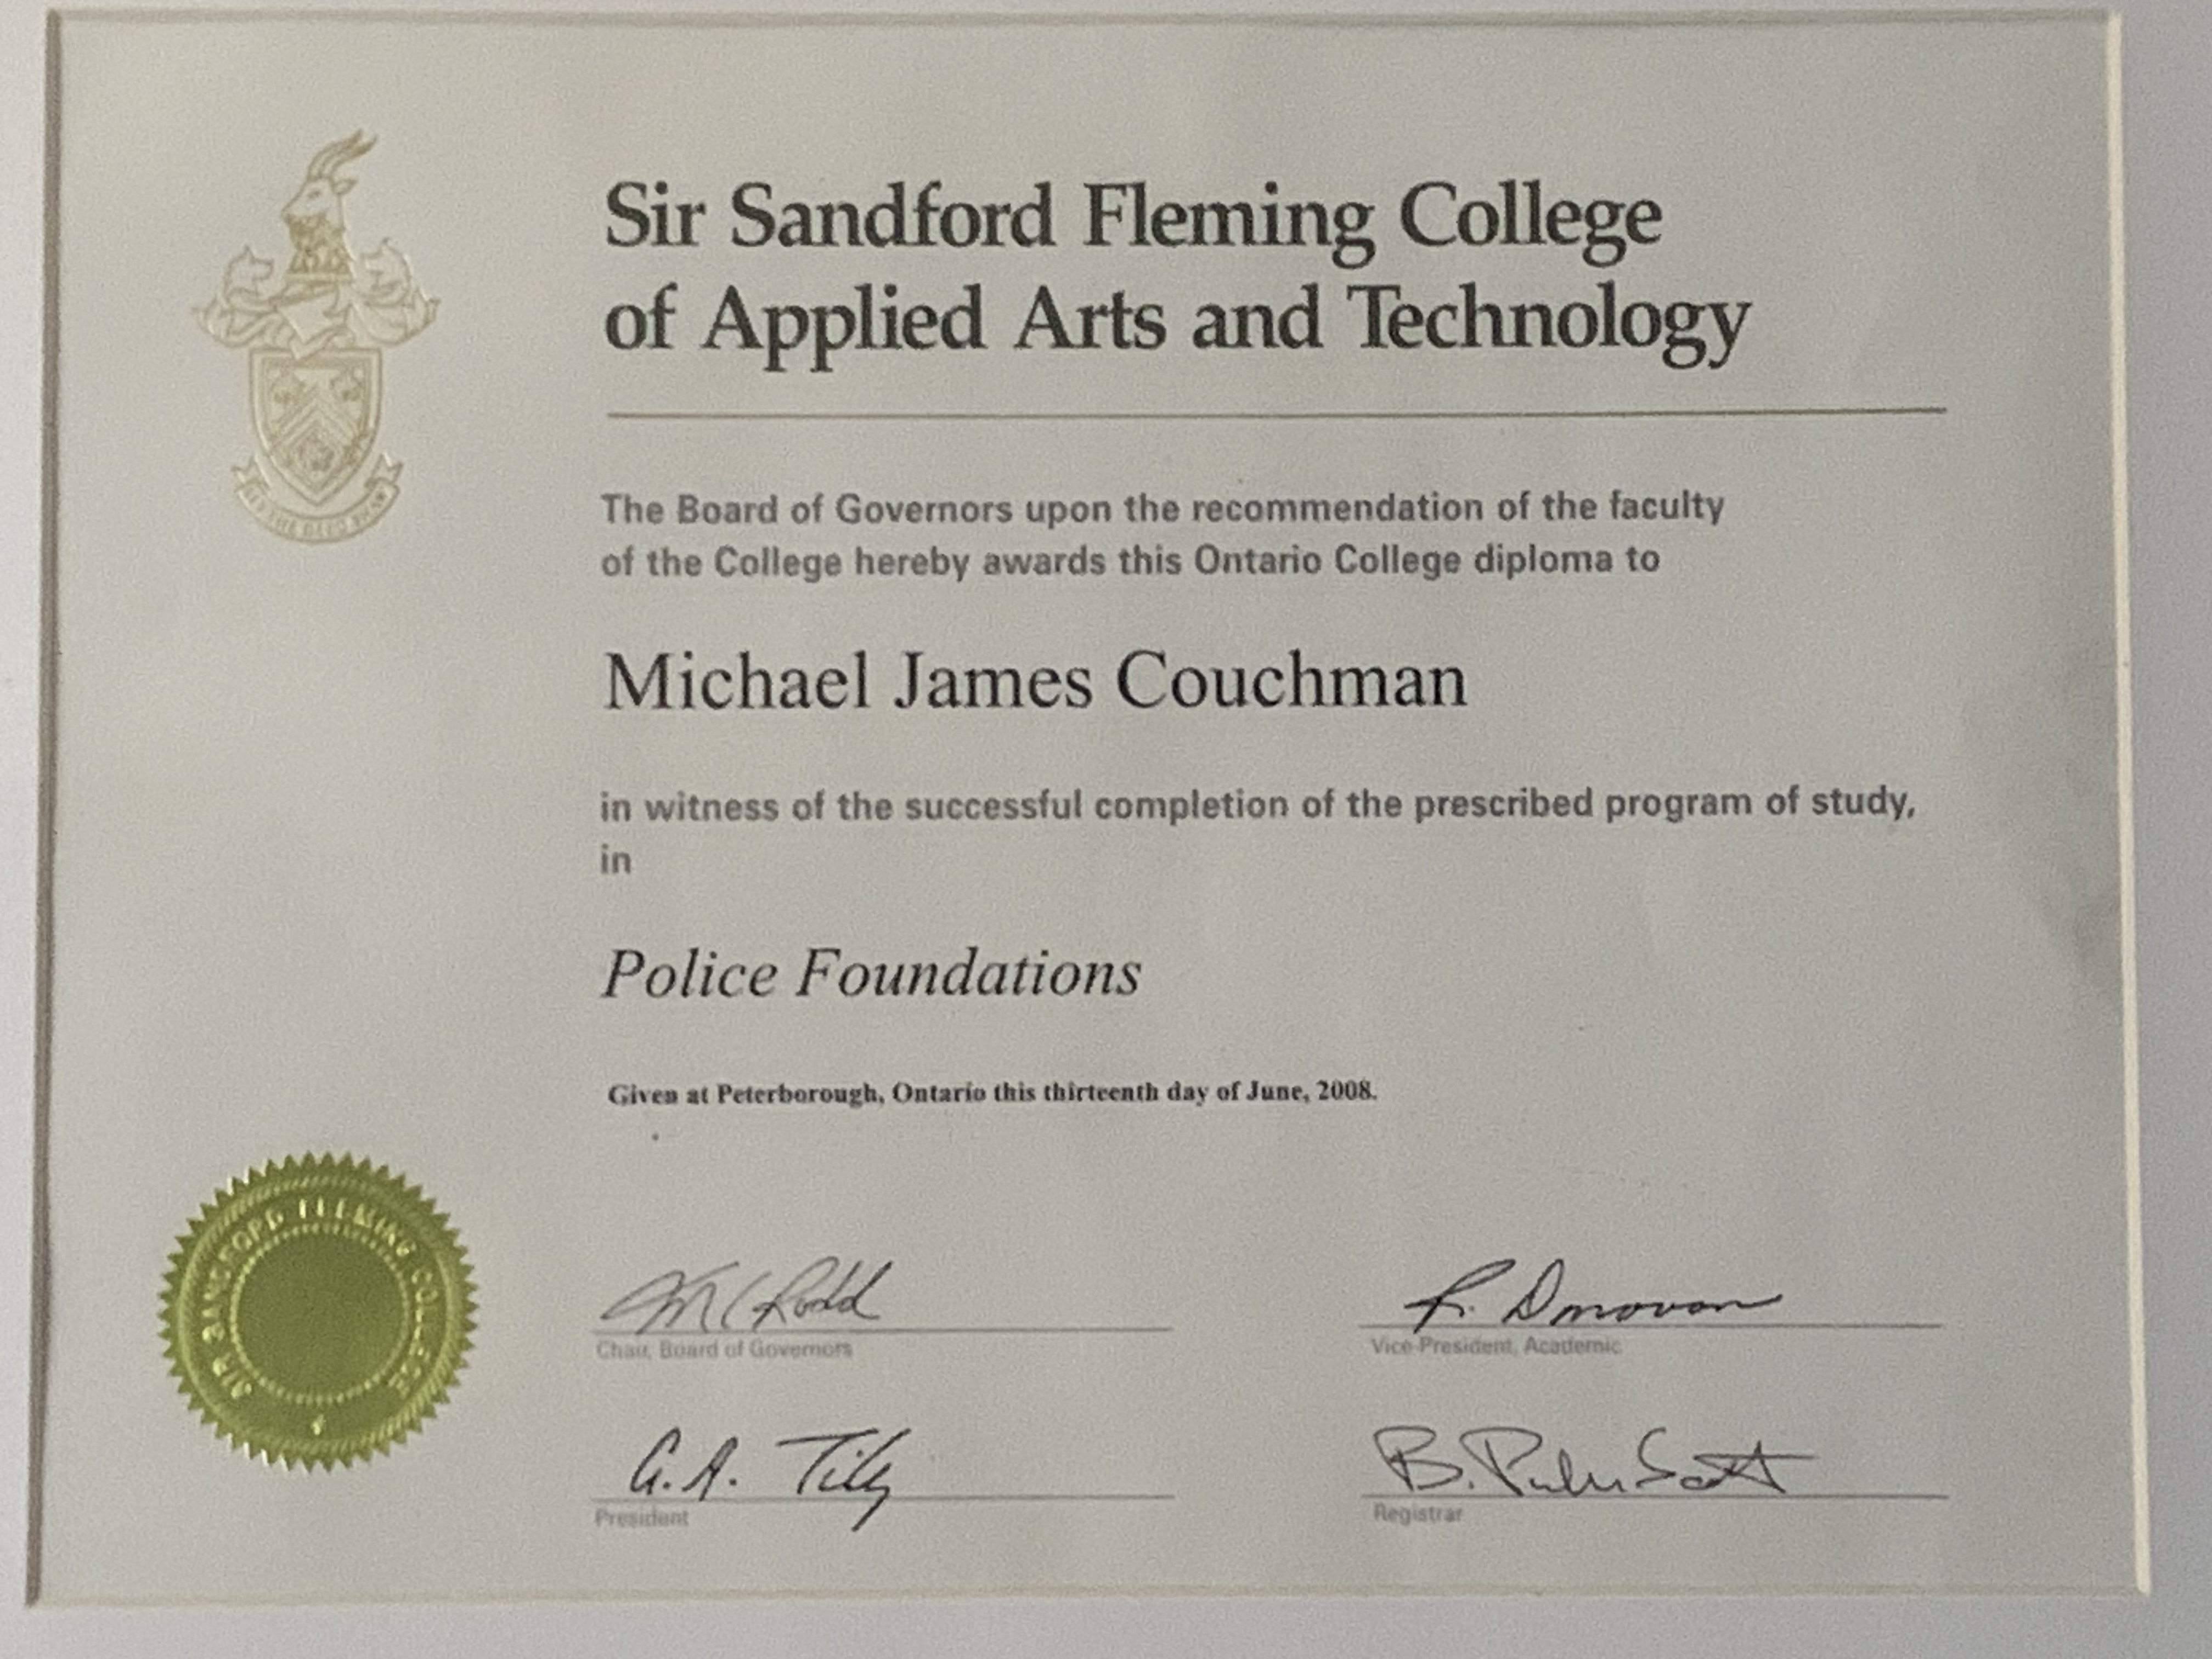 Sir Sandford Fleming College
of Applied Arts and Technology
The Board of Governors upon the recommendation of the faculty
of the College hereby awards this Ontario College diploma to
Michael James Couchman
in witness of the successful completion of the prescribed program of study,
in
Police Foundations
Given at Peterborough, Ontario this thirteenth day of June, 2008.
SIR SANDFORD FLEMING COLLEGE
R. Donovan
Chair, Board of Governors
Vice-President, Academic
G.A. Tilly
President
Registrar